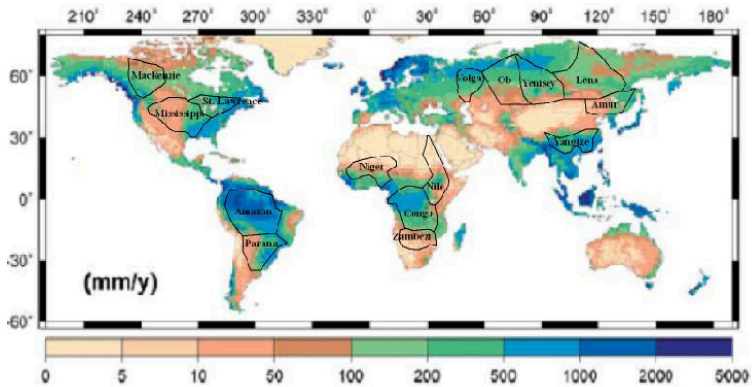 210° 240° 270° 300° 330° 0° 30° 60° 90° 120° 150° 180°
60°
30°
0°
-30°
-60°
Mackenzie
St. Lawrence
Mississippi
Volga
Ob
Yenisey
Lena
Amur
Yangtze
Niger
Nile
Amazon
Congo
Parana
Zambezi
(mm/y)
0 5 10 50 100 200 500 1000 2000 5000